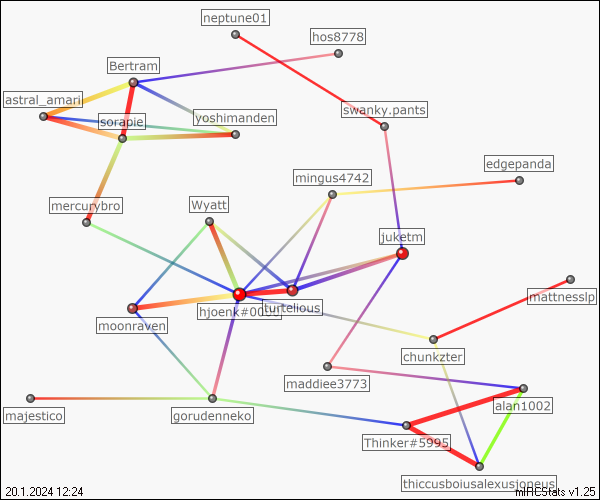 neptune01
hos8778
Bertram
astral_amari
sorapie
yoshimanden
swanky.pants
edgepanda
mingus4742
mercurybro
Wyatt
juketm
mattnesslp
hjoenk#0000
turtelious
moonraven
chunkzter
maddiee3773
alan1002
majestico
gorudenneko
Thinker#5995
thiccusboiusalexusjoneus
20.1.2024 12:24
mIRCStats v1.25